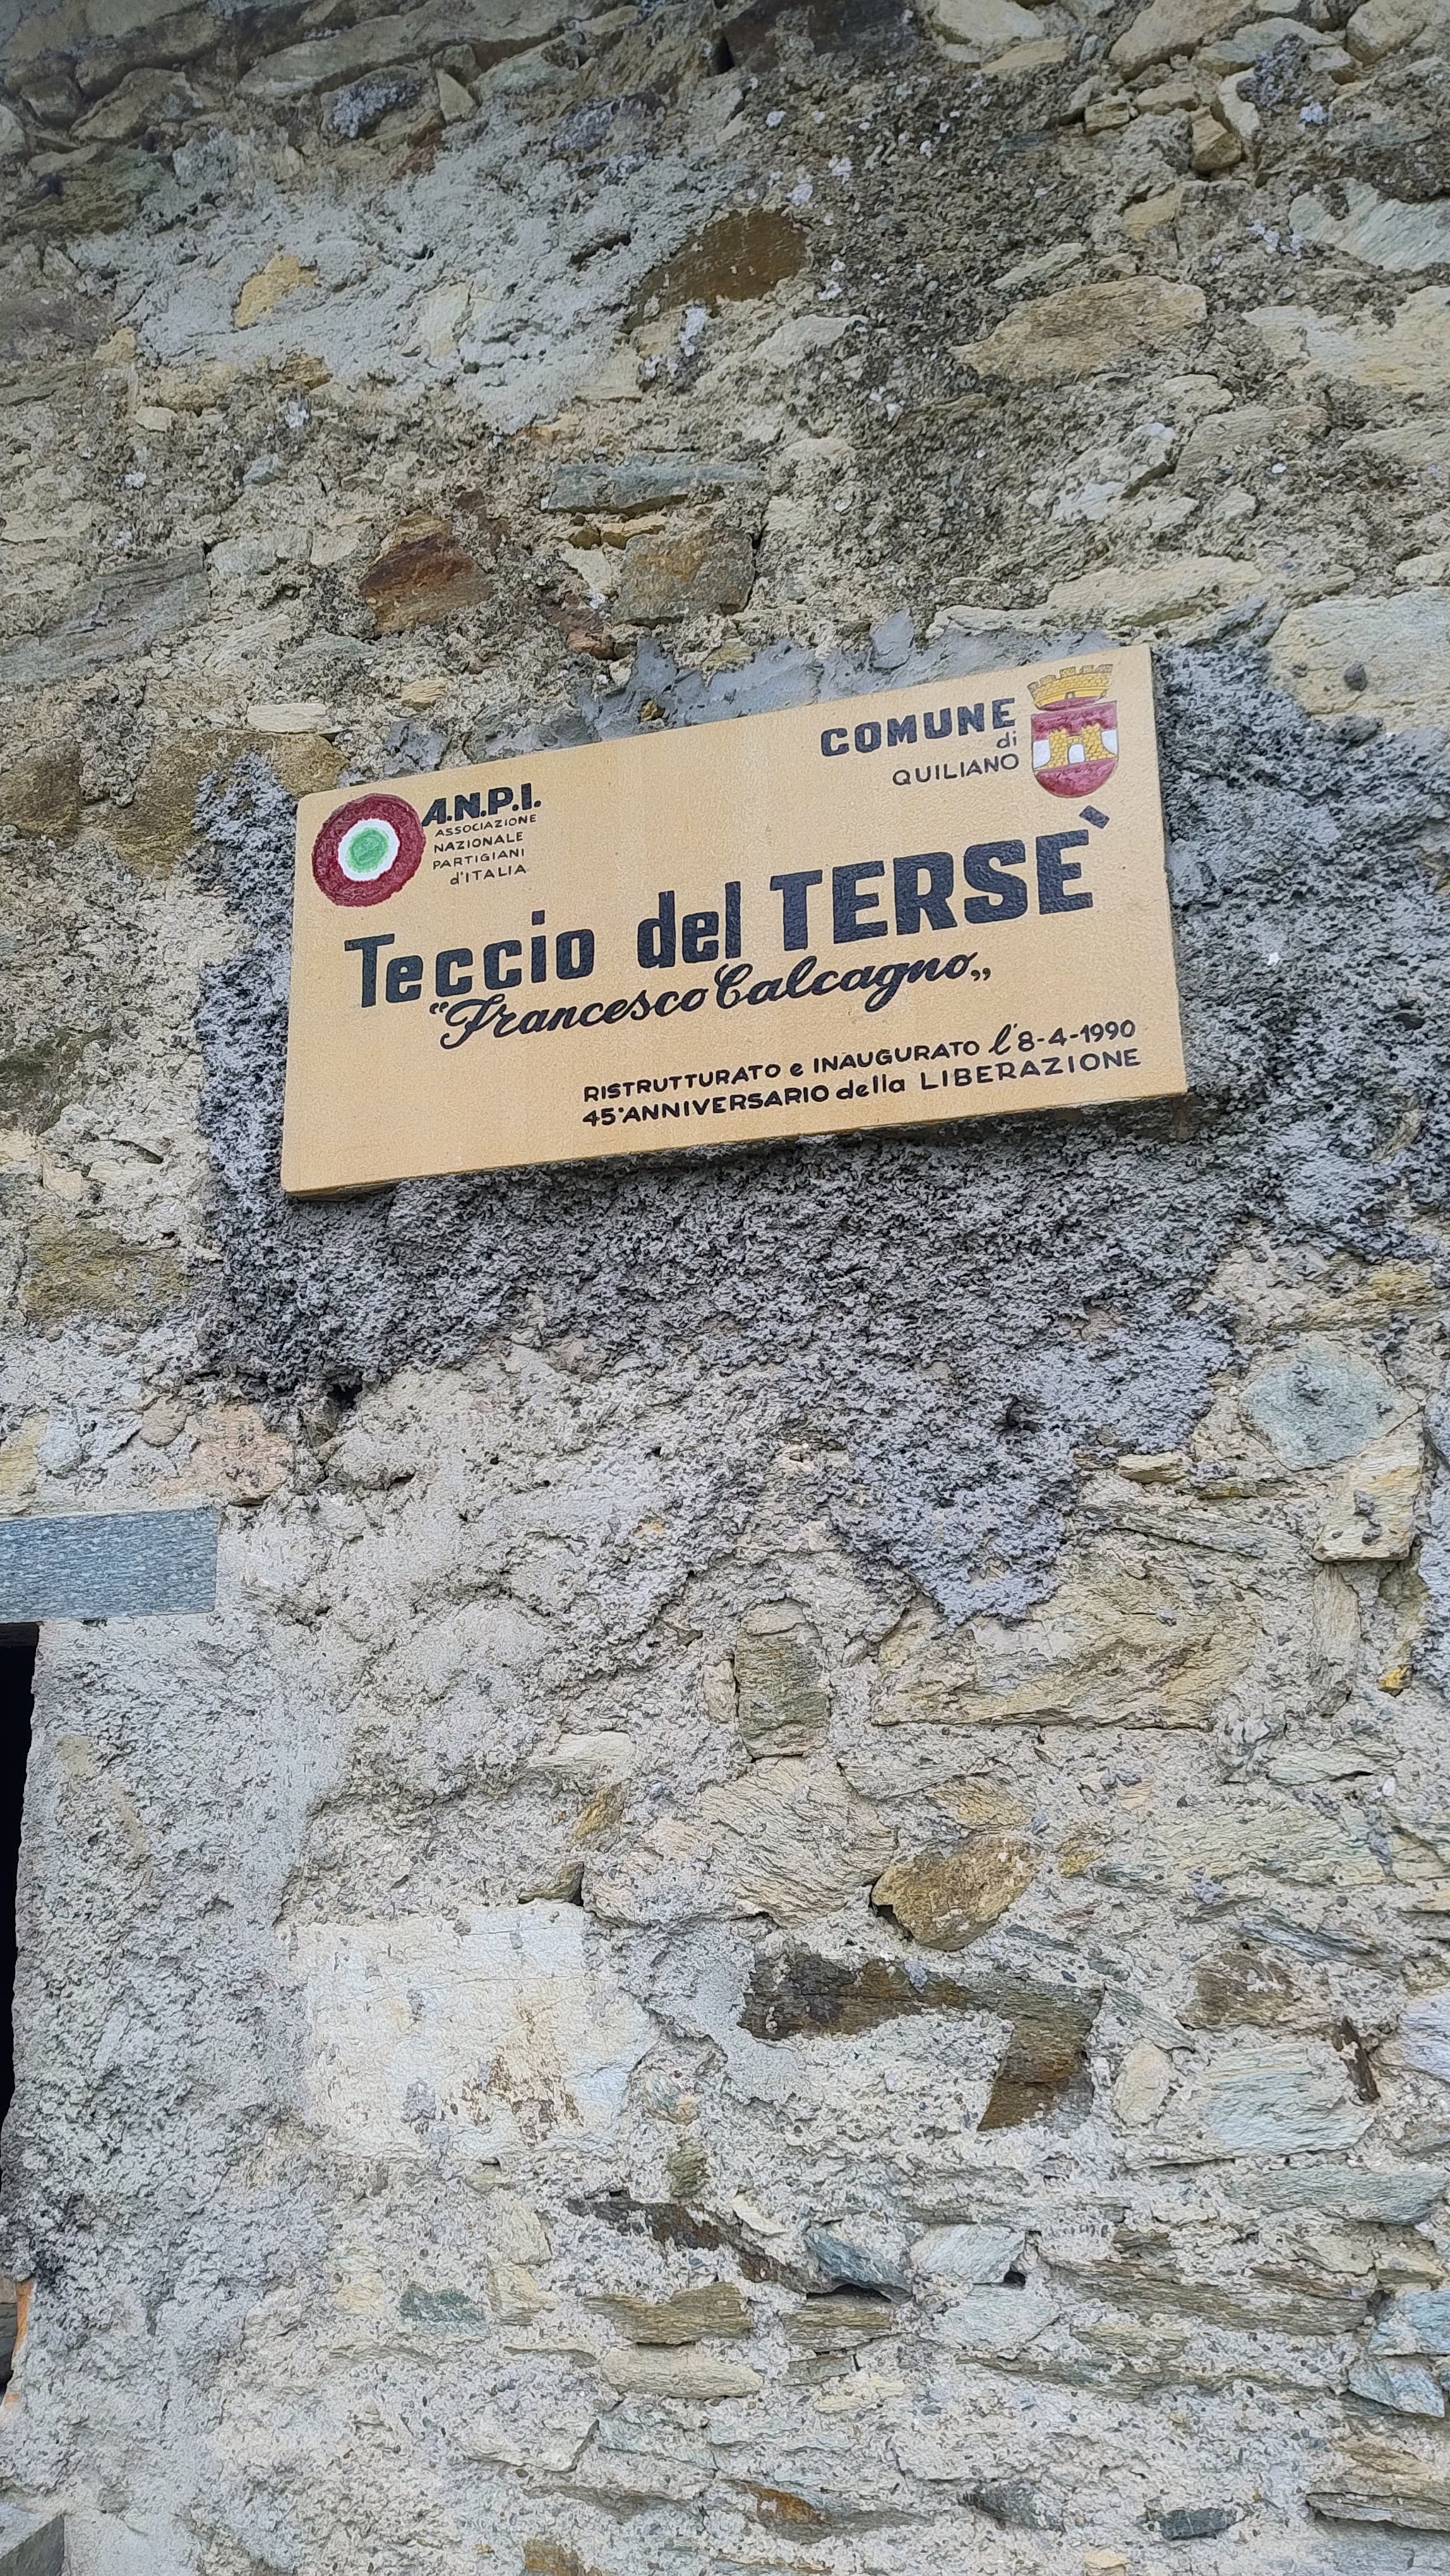 A.N.P.I.
ASSOCIAZIONE
NAZIONALE
PARTIGIANI
d'ITALIA
COMUNE
di
QUILIANO
Teccio del TERSÈ
“Francesco Calcagno„
RISTRUTTURATO e INAUGURATO l'8-4-1990
45°ANNIVERSARIO della LIBERAZIONE